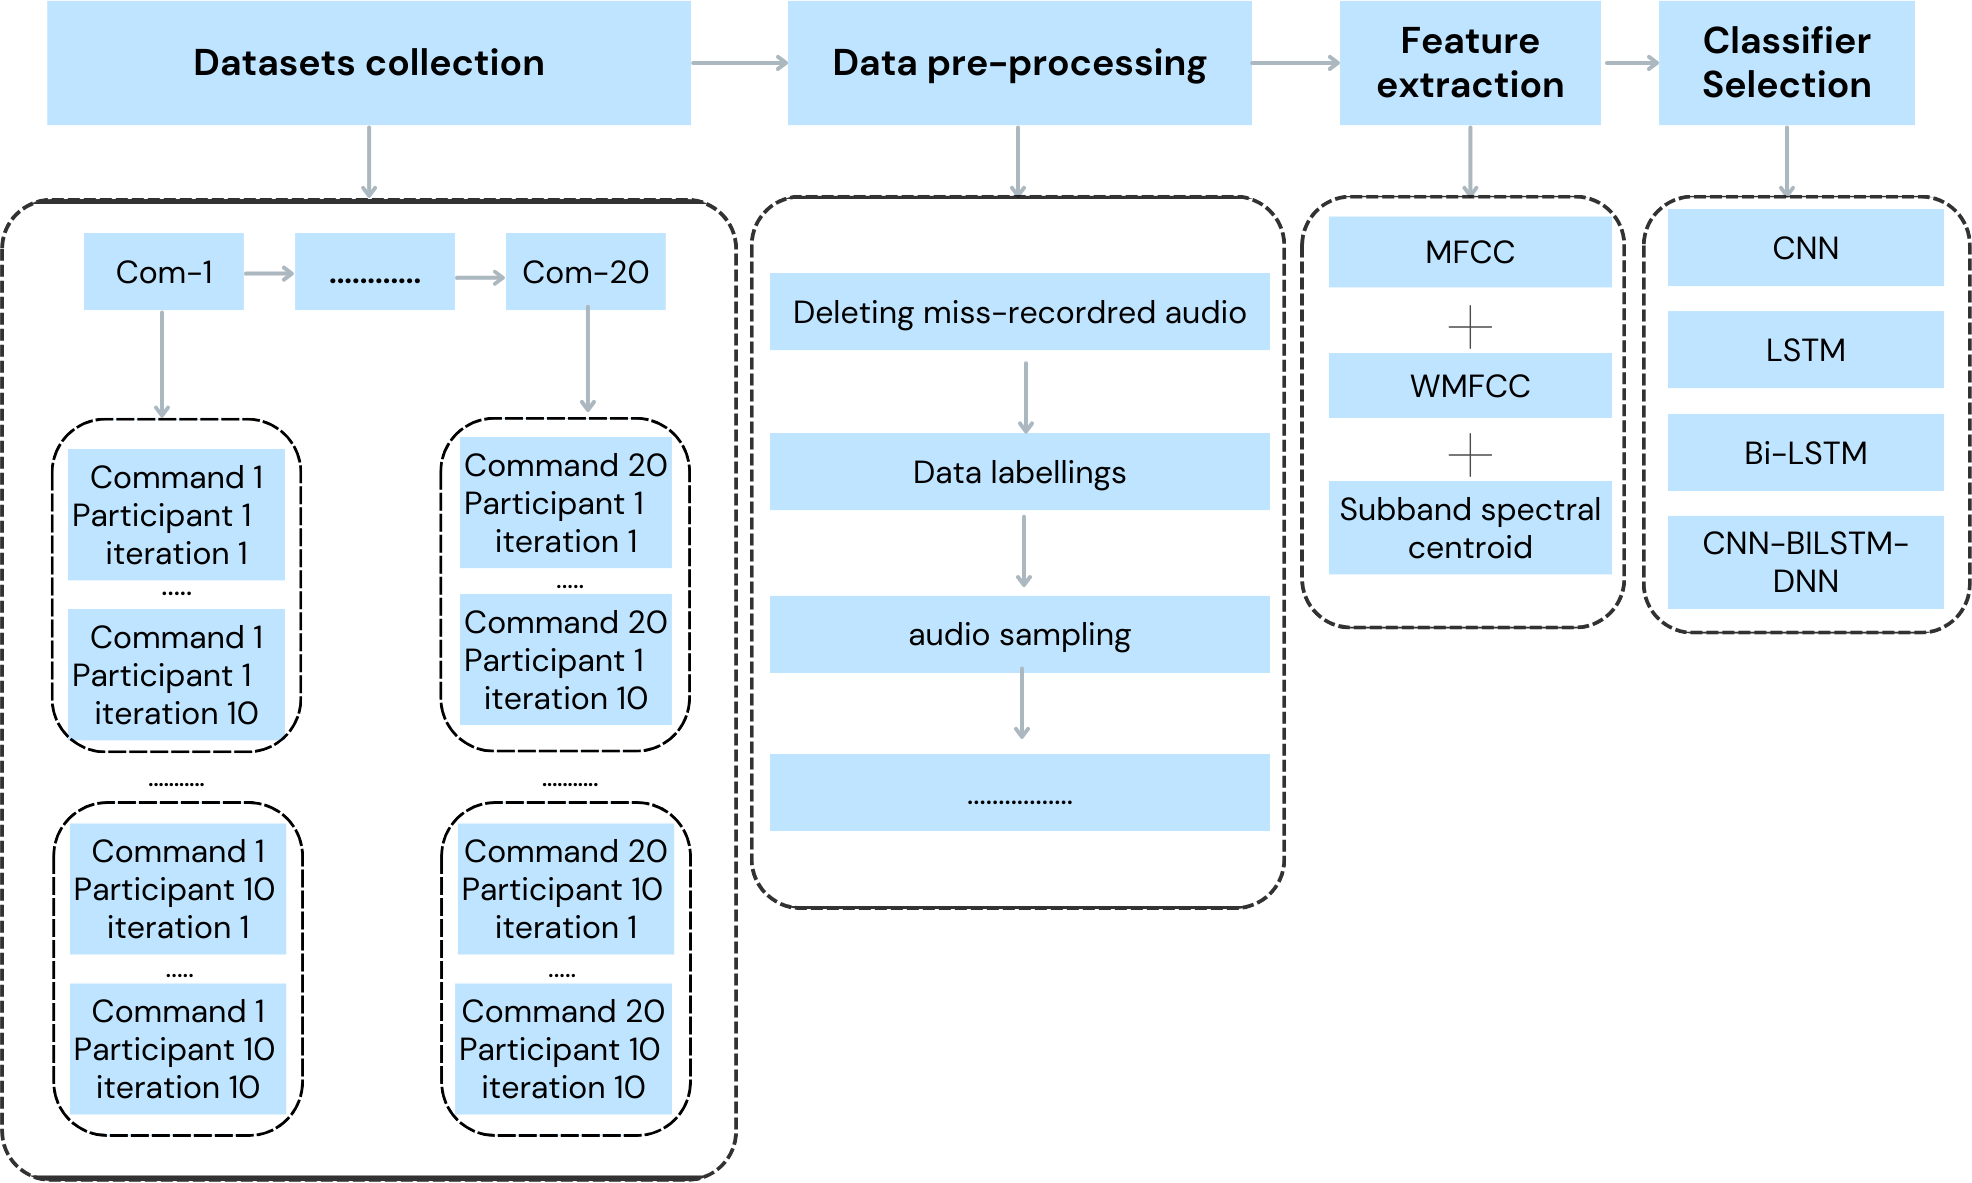 Datasets collection
Data pre-processing
Feature
extraction
Classifier
Selection
Com-1
............
Com-20
Command 1
Participant 1
iteration 1
.....
Command 1
Participant 1
iteration 10
...........
Command 1
Participant 10
iteration 1
.....
Command 1
Participant 10
iteration 10
Command 20
Participant 1
iteration 1
.....
Command 20
Participant 1
iteration 10
...........
Command 20
Participant 10
iteration 1
.....
Command 20
Participant 10
iteration 10
Deleting miss-recordred audio
Data labellings
audio sampling
.................
MFCC
+
WMFCC
+
Subband spectral
centroid
CNN
LSTM
Bi-LSTM
CNN-BILSTM-
DNN